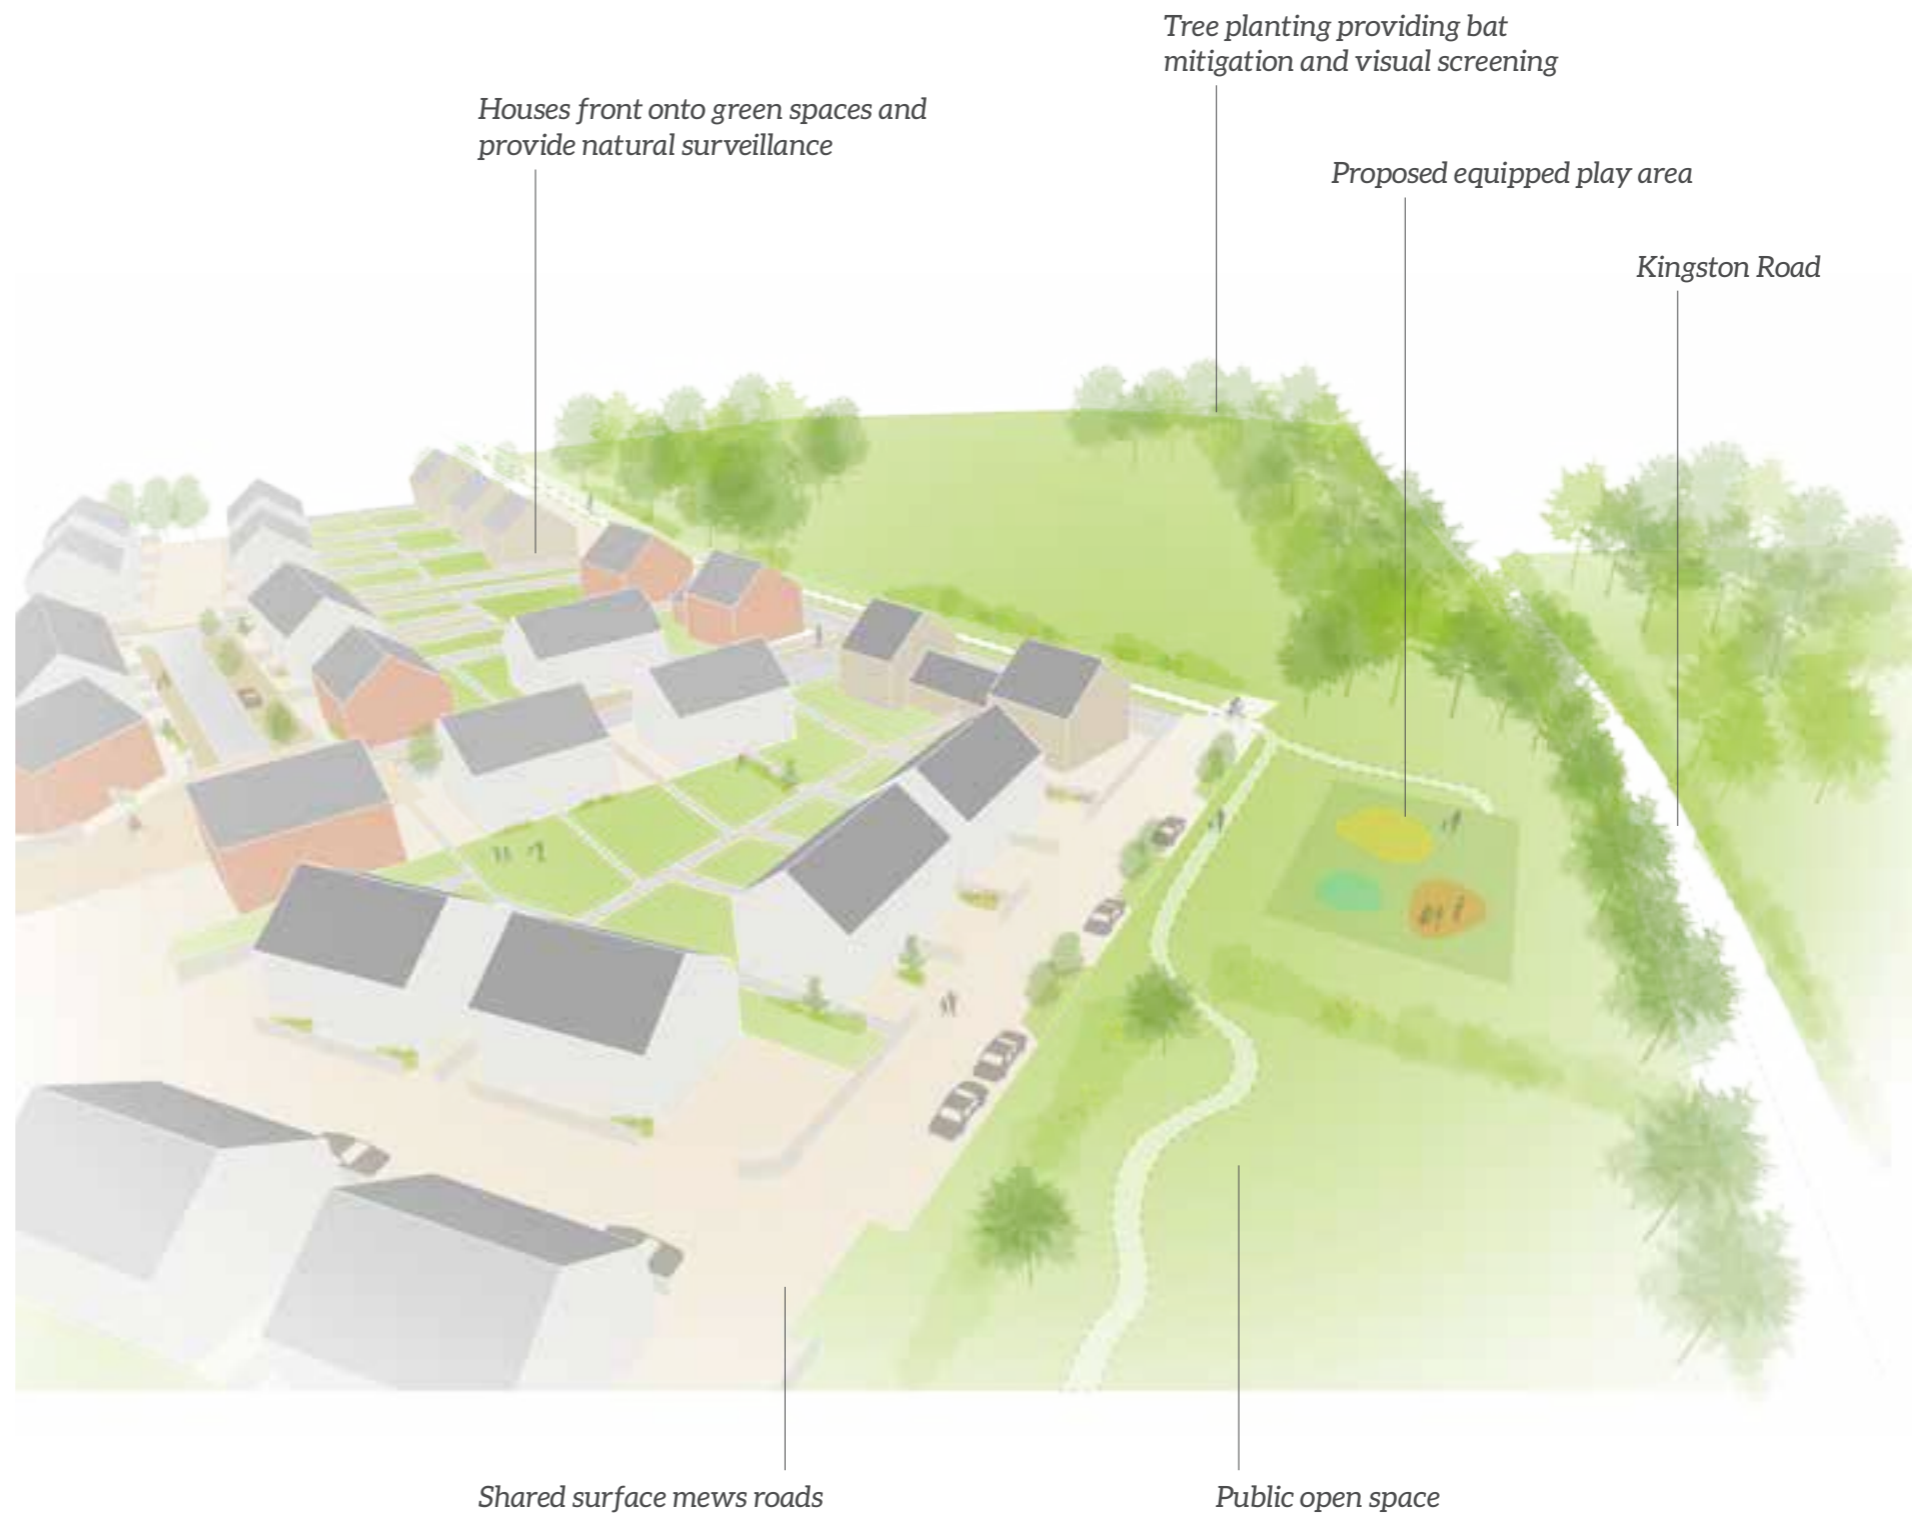 Tree planting providing bat
mitigation and visual screening
Houses front onto green spaces and
provide natural surveillance
Proposed equipped play area
Kingston Road
Shared surface mews roads
Public open space